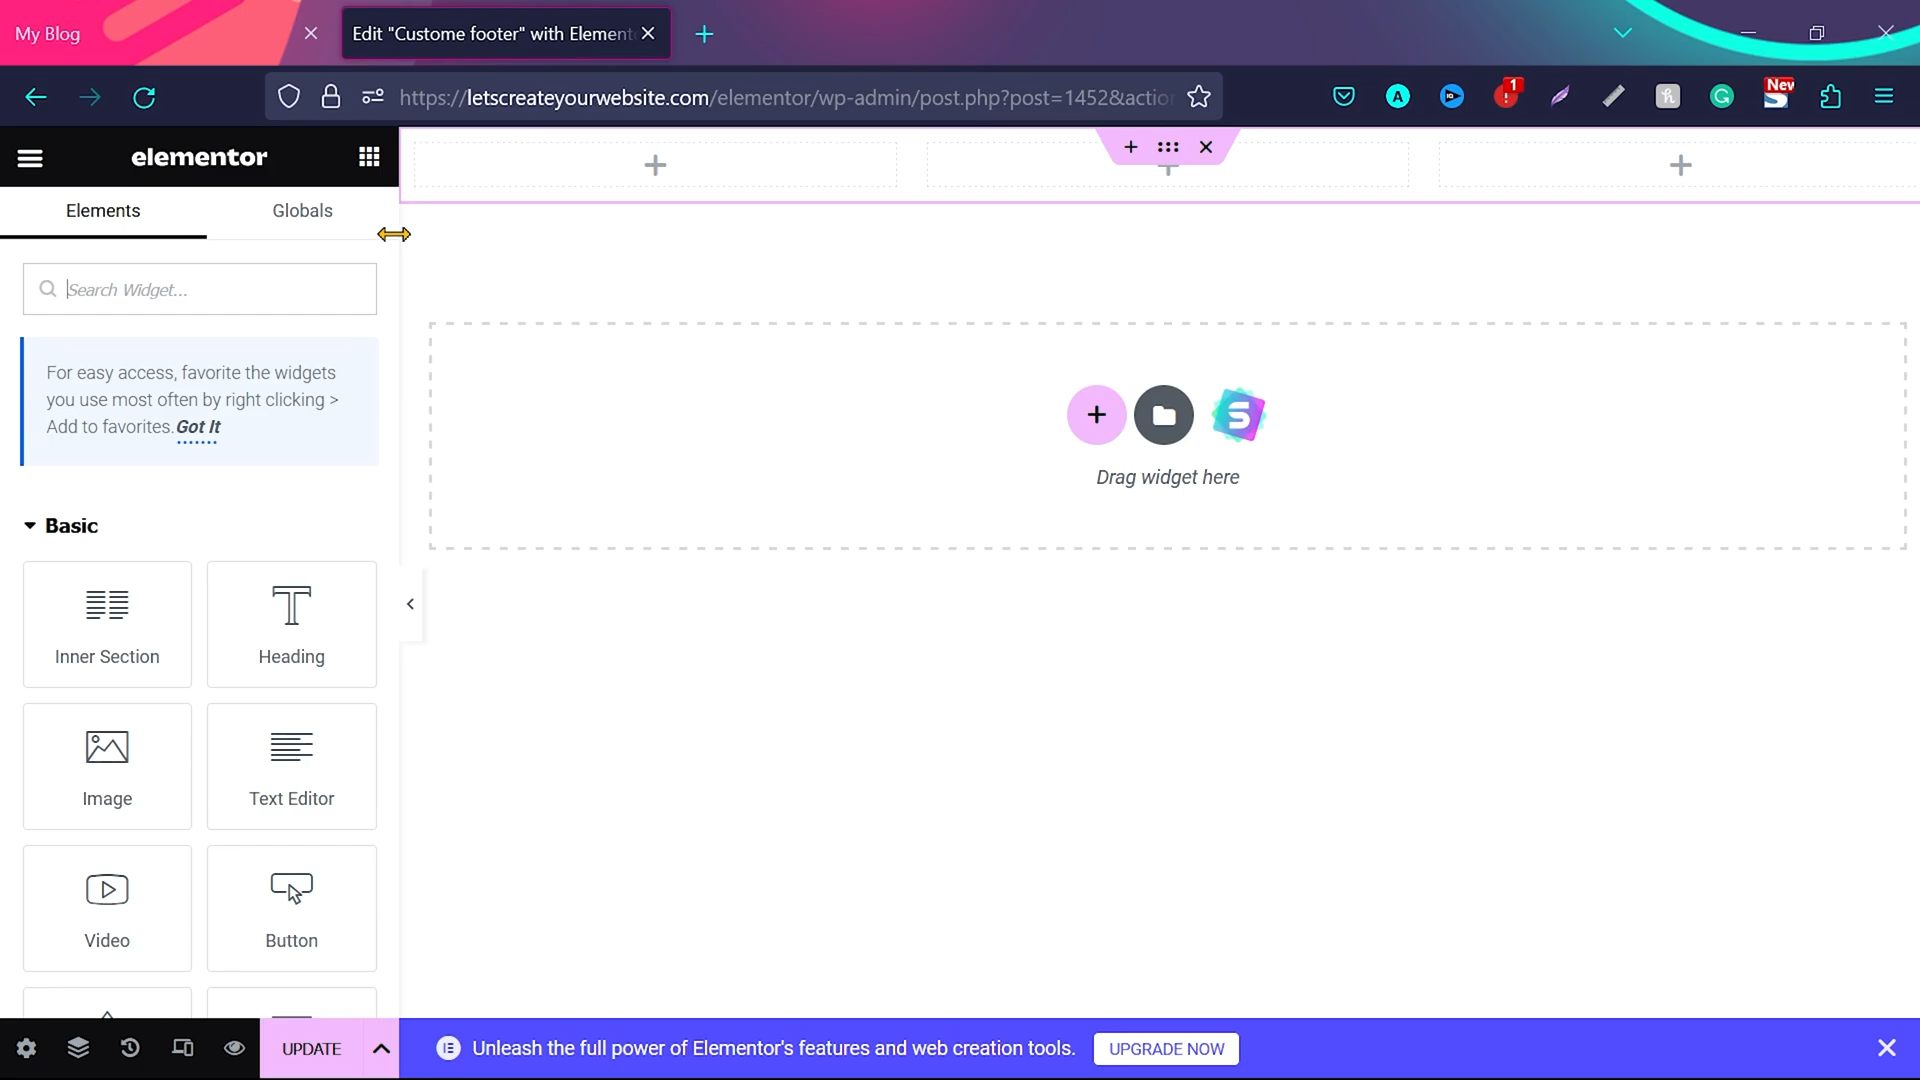 My Blog
Edit "Custome footer" with Element
https://letscreateyourwebsite.com/elementor/wp-admin/post.php?post=1452&actio
A
IQ
1
h
G
New
S
elementor
Elements
Globals
Search Widget...
For easy access, favorite the widgets
you use most often by right clicking >
Add to favorites. Got It
Basic
Inner Section
Heading
Image
Text Editor
Video
Button
S
Drag widget here
UPDATE
Unleash the full power of Elementor's features and web creation tools.
UPGRADE NOW